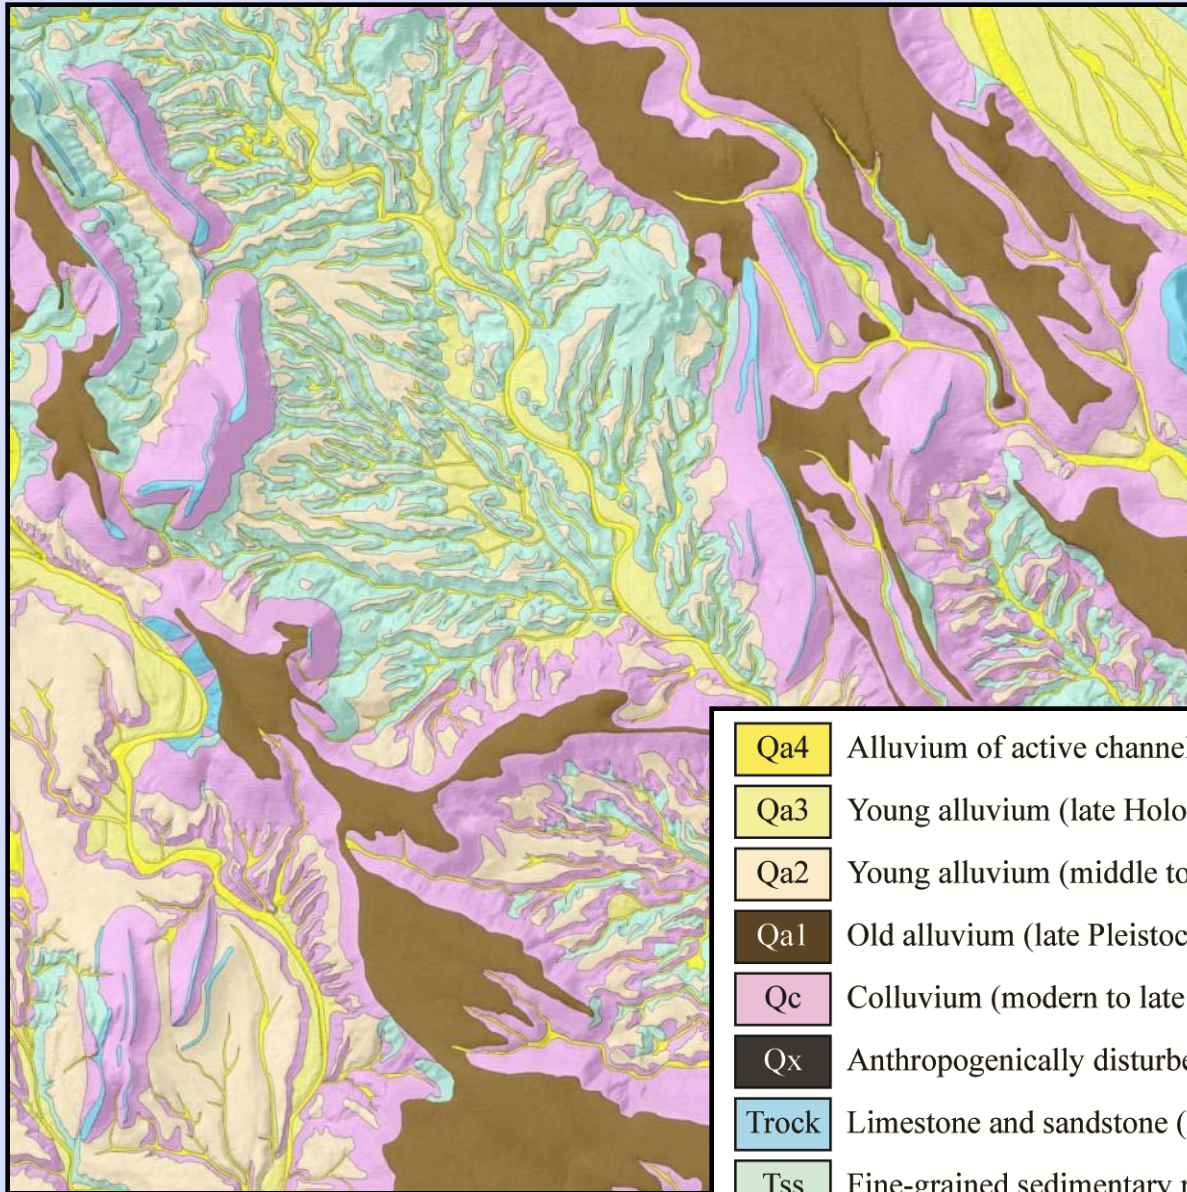 Qa4 Alluvium of active channel
Qa3 Young alluvium (late Holo
Qa2 Young alluvium (middle to
Qa1 Old alluvium (late Pleistoc
Qc Colluvium (modern to late
Qx Anthropogenically disturbe
Trock Limestone and sandstone (
Tss Fine-grained sedimentary r